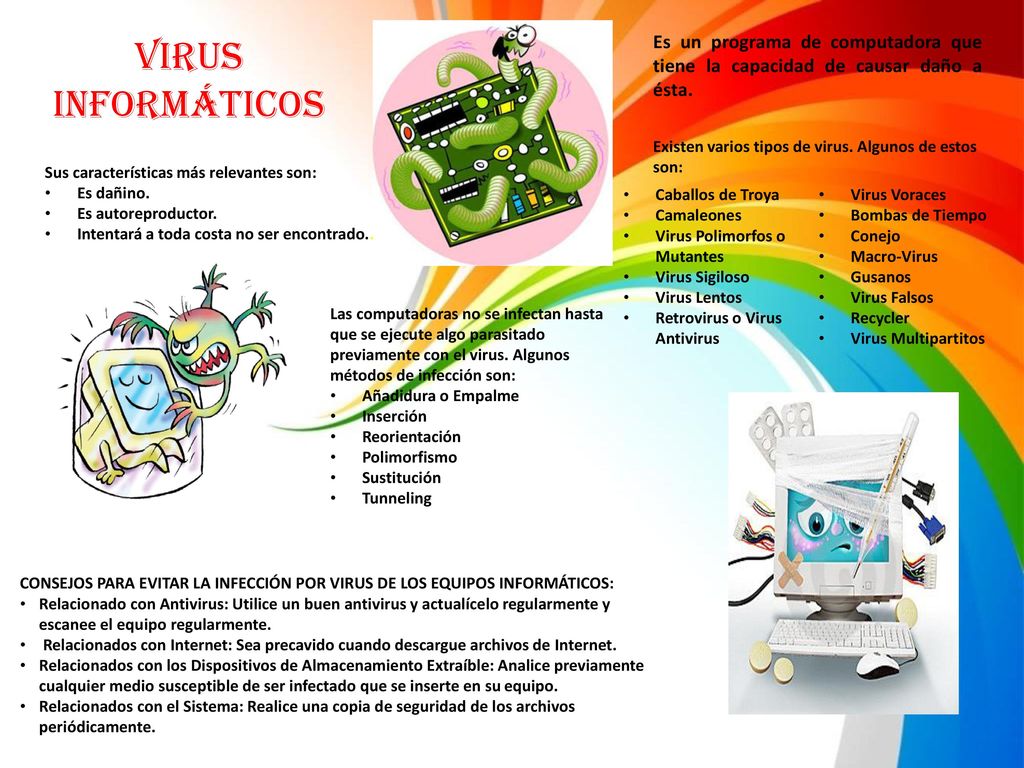 VIRUS
INFORMÁTICOS
Es un programa de computadora que
tiene la capacidad de causar daño a
ésta.
Sus características más relevantes son:
• Es dañino.
• Es autoreproductor.
• Intentará a toda costa no ser encontrado..
Existen varios tipos de virus. Algunos de estos
son:
• Caballos de Troya
• Camaleones
• Virus Polimorfos o
Mutantes
• Virus Sigiloso
• Virus Lentos
• Retrovirus o Virus
Antivirus
• Virus Voraces
• Bombas de Tiempo
• Conejo
• Macro-Virus
• Gusanos
• Virus Falsos
• Recycler
• Virus Multipartitos
Las computadoras no se infectan hasta
que se ejecute algo parasitado
previamente con el virus. Algunos
métodos de infección son:
• Añadidura o Empalme
• Inserción
• Reorientación
• Polimorfismo
• Sustitución
• Tunneling
CONSEJOS PARA EVITAR LA INFECCIÓN POR VIRUS DE LOS EQUIPOS INFORMÁTICOS:
• Relacionado con Antivirus: Utilice un buen antivirus y actualícelo regularmente y
escanee el equipo regularmente.
• Relacionados con Internet: Sea precavido cuando descargue archivos de Internet.
• Relacionados con los Dispositivos de Almacenamiento Extraíble: Analice previamente
cualquier medio susceptible de ser infectado que se inserte en su equipo.
• Relacionados con el Sistema: Realice una copia de seguridad de los archivos
periódicamente.